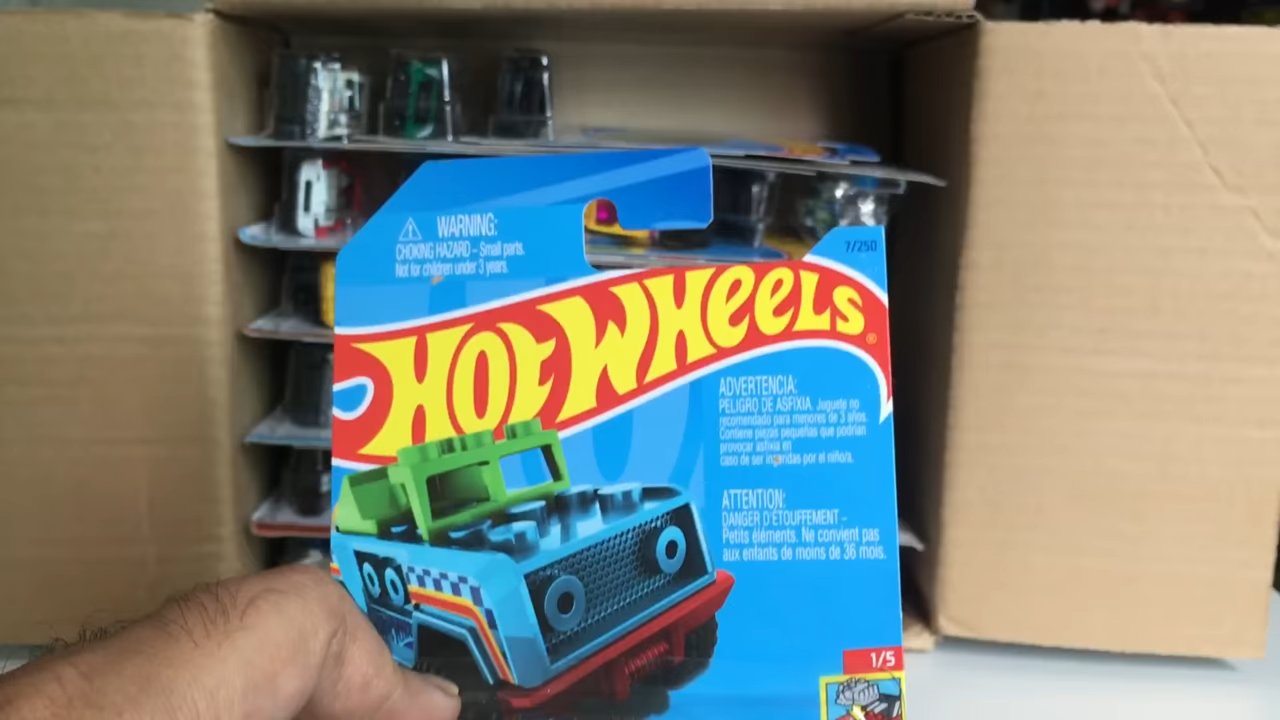 WARNING:
CHOKING HAZARD – Small parts.
Not for children under 3 years.
7/250
HOT WHEELS®
ADVERTENCIA:
PELIGRO DE ASFIXIA. Juguete no
recomendado para menores de 3 años.
Contiene piezas pequeñas que podrían
provocar asfixia en
caso de ser ingeridas por el niño/a.
ATTENTION:
DANGER D'ÉTOUFFEMENT –
Petits éléments. Ne convient pas
aux enfants de moins de 36 mois.
1/5